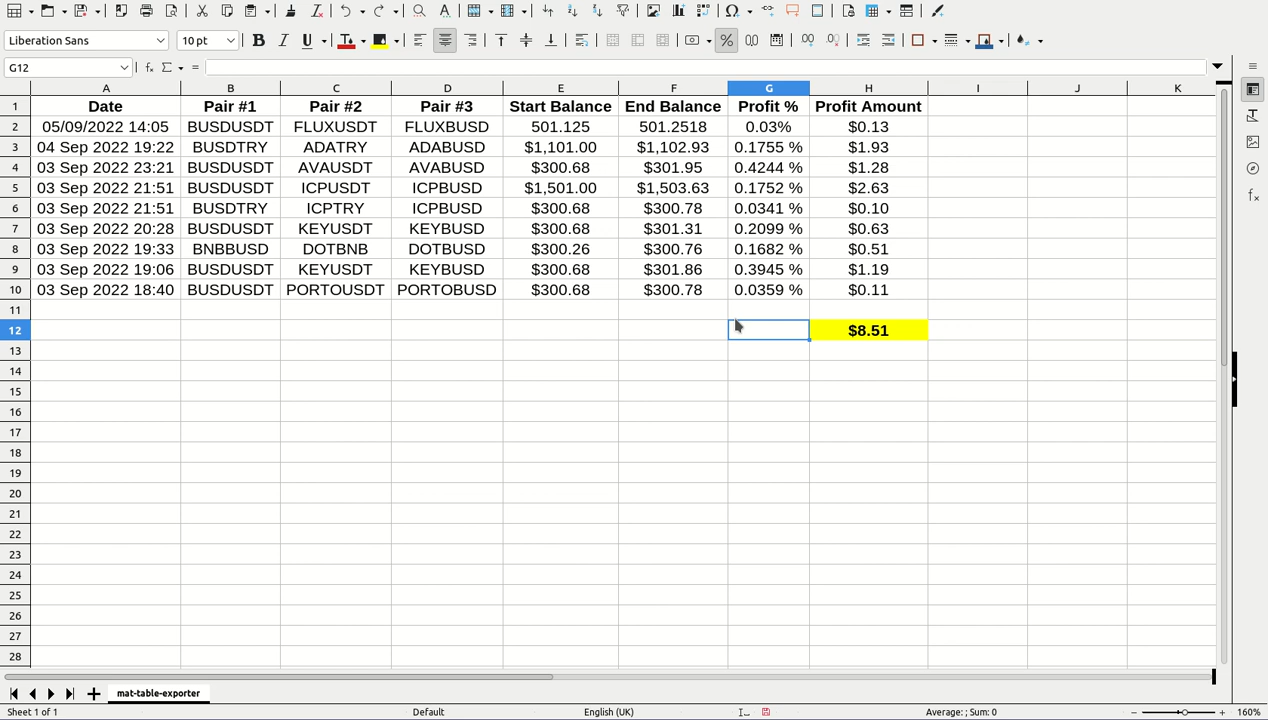 Liberation Sans 10 pt B I U
G12 fx Σ =
A B C D E F G H I J K
1 Date Pair #1 Pair #2 Pair #3 Start Balance End Balance Profit % Profit Amount
2 05/09/2022 14:05 BUSDUSDT FLUXUSDT FLUXBUSD 501.125 501.2518 0.03% $0.13
3 04 Sep 2022 19:22 BUSDTRY ADATRY ADABUSD $1,101.00 $1,102.93 0.1755 % $1.93
4 03 Sep 2022 23:21 BUSDUSDT AVAUSDT AVABUSD $300.68 $301.95 0.4244 % $1.28
5 03 Sep 2022 21:51 BUSDUSDT ICPUSDT ICPBUSD $1,501.00 $1,503.63 0.1752 % $2.63
6 03 Sep 2022 21:51 BUSDTRY ICPTRY ICPBUSD $300.68 $300.78 0.0341 % $0.10
7 03 Sep 2022 20:28 BUSDUSDT KEYUSDT KEYBUSD $300.68 $301.31 0.2099 % $0.63
8 03 Sep 2022 19:33 BNBBUSD DOTBNB DOTBUSD $300.26 $300.76 0.1682 % $0.51
9 03 Sep 2022 19:06 BUSDUSDT KEYUSDT KEYBUSD $300.68 $301.86 0.3945 % $1.19
10 03 Sep 2022 18:40 BUSDUSDT PORTOUSDT PORTOBUSD $300.68 $300.78 0.0359 % $0.11
11
12 $8.51
13
14
15
16
17
18
19
20
21
22
23
24
25
26
27
28
mat-table-exporter
Sheet 1 of 1 Default English (UK) Average: ; Sum: 0 160%